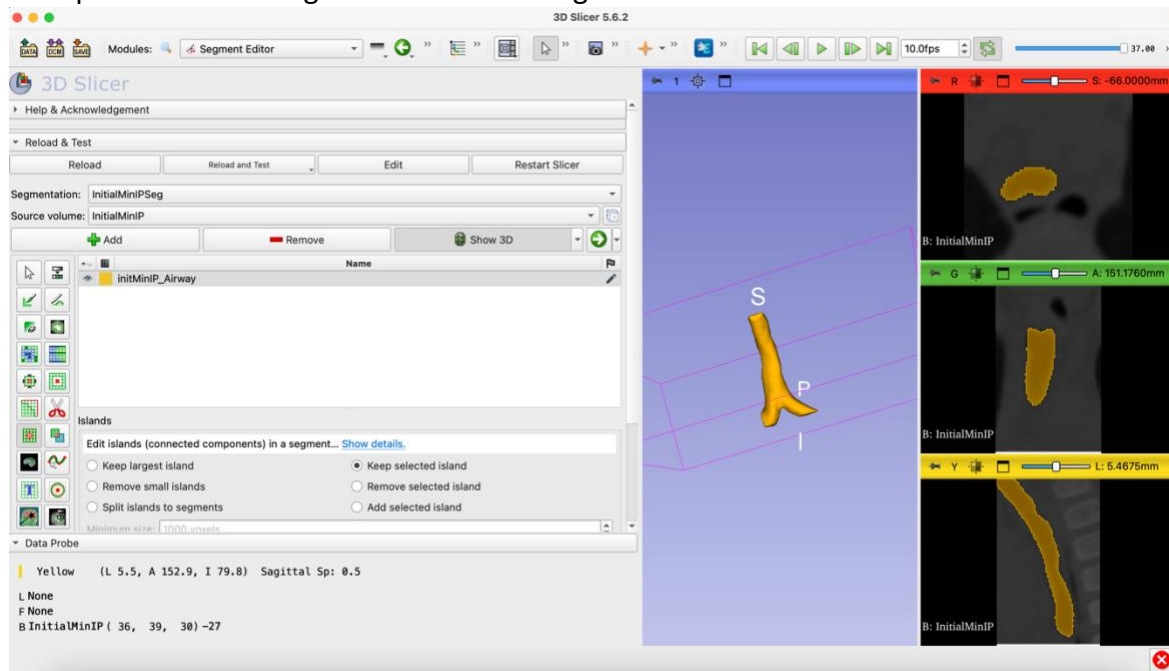 3D Slicer 5.6.2
DATA DCM SAVE Modules: Segment Editor » » » » » 10.0fps 37.00 »
3D Slicer
Help & Acknowledgement
Reload & Test
Reload Reload and Test Edit Restart Slicer
Segmentation: InitialMinIPSeg
Source volume: InitialMinIP
Add Remove Show 3D
Name
initMinIP_Airway
Islands
Edit islands (connected components) in a segment... Show details.
Keep largest island Keep selected island
Remove small islands Remove selected island
Split islands to segments Add selected island
Minimum size: 1000 voxels
Data Probe
Yellow (L 5.5, A 152.9, I 79.8) Sagittal Sp: 0.5
L None
F None
B InitialMinIP ( 36, 39, 30) -27
1
S
P
I
R S: -66.0000mm
B: InitialMinIP
G A: 151.1760mm
B: InitialMinIP
Y L: 5.4675mm
B: InitialMinIP